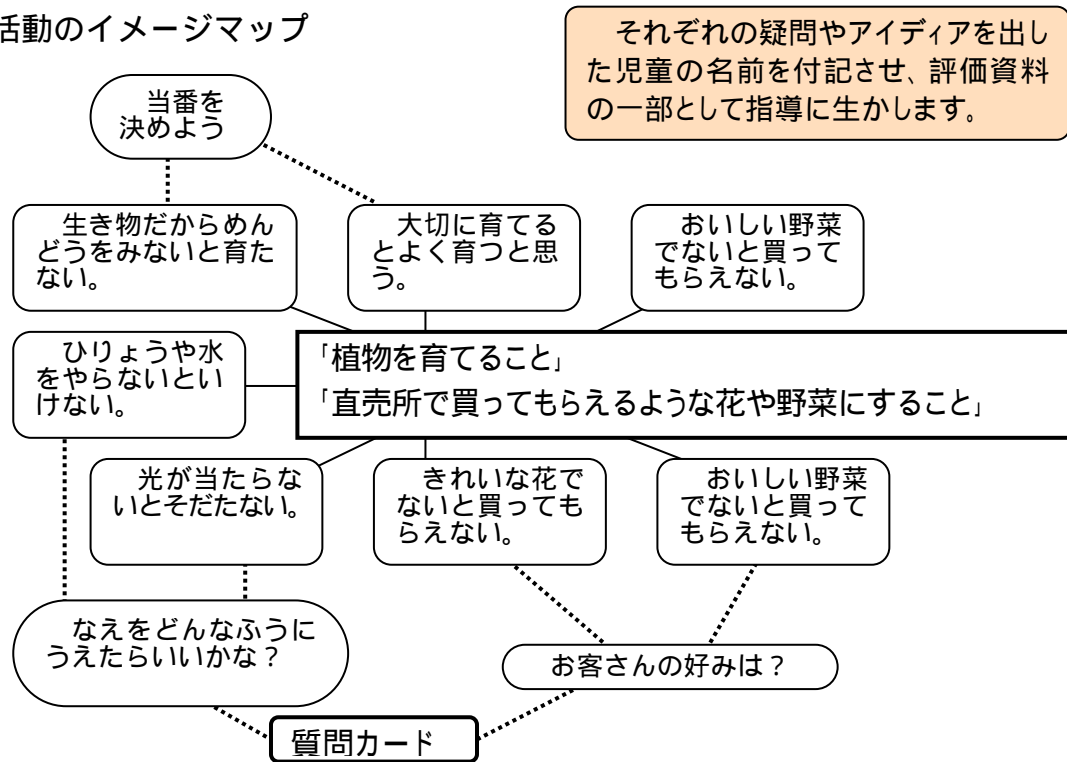 活動のイメージマップ
それぞれの疑問やアイディアを出し
た児童の名前を付記させ、評価資料
の一部として指導に生かします。
当番を
決めよう
生き物だからめん
どうをみないと育た
ない。
大切に育てる
とよく育つと思
う。
おいしい野菜
でないと買って
もらえない。
ひりょうや水
をやらないとい
けない。
「植物を育てること」
「直売所で買ってもらえるような花や野菜にすること」
光が当たらな
いとそだたない。
きれいな花で
ないと買っても
らえない。
おいしい野菜
でないと買って
もらえない。
なえをどんなふうに
うえたらいいかな？
お客さんの好みは？
質問カード